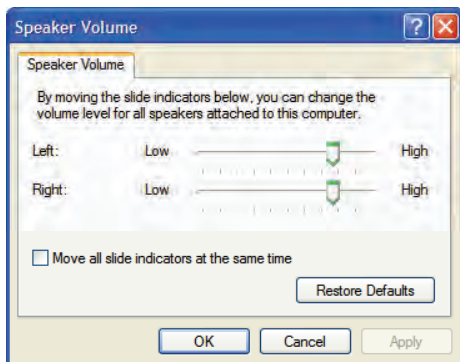 Speaker Volume
Speaker Volume
By moving the slide indicators below, you can change the
volume level for all speakers attached to this computer.
Left: Low High
Right: Low High
Move all slide indicators at the same time
Restore Defaults
OK Cancel Apply